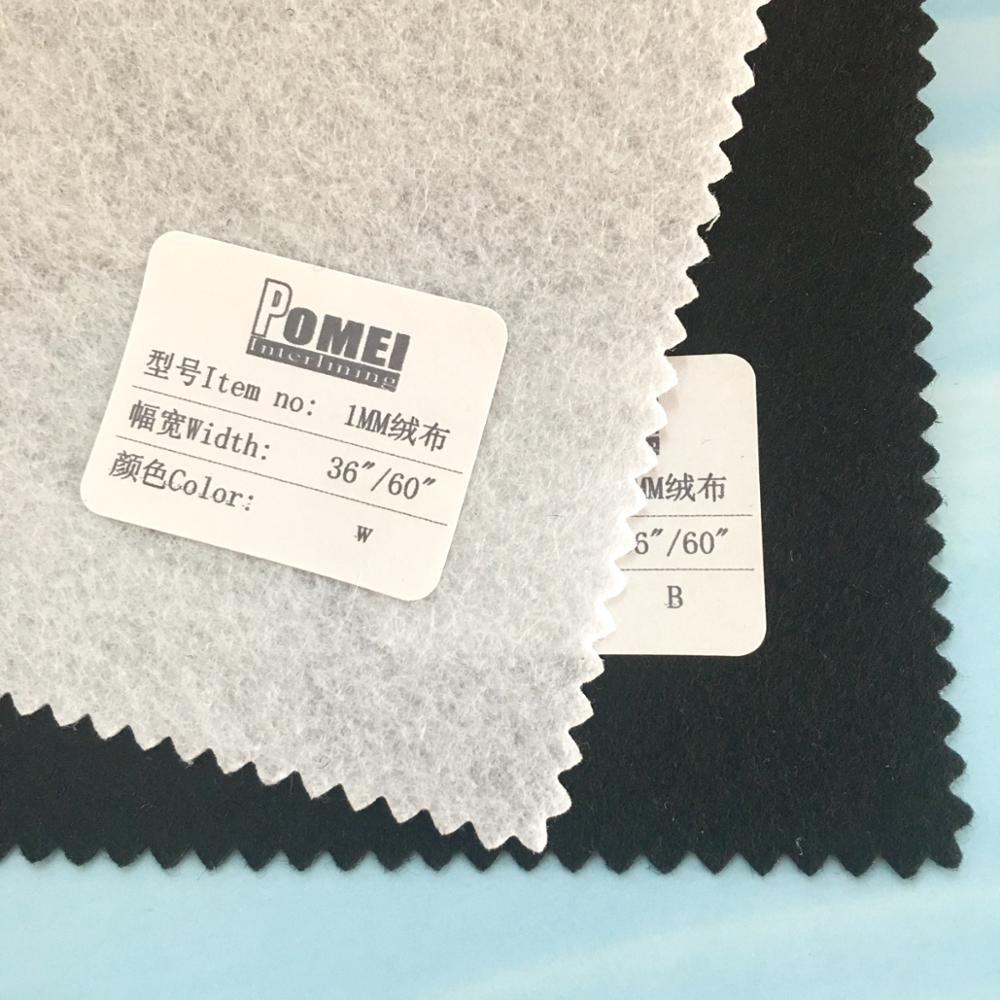 POMEI
Interlining
型号Item no: 1MM绒布
幅宽Width: 36"/60"
颜色Color: W
MM绒布
6"/60"
B